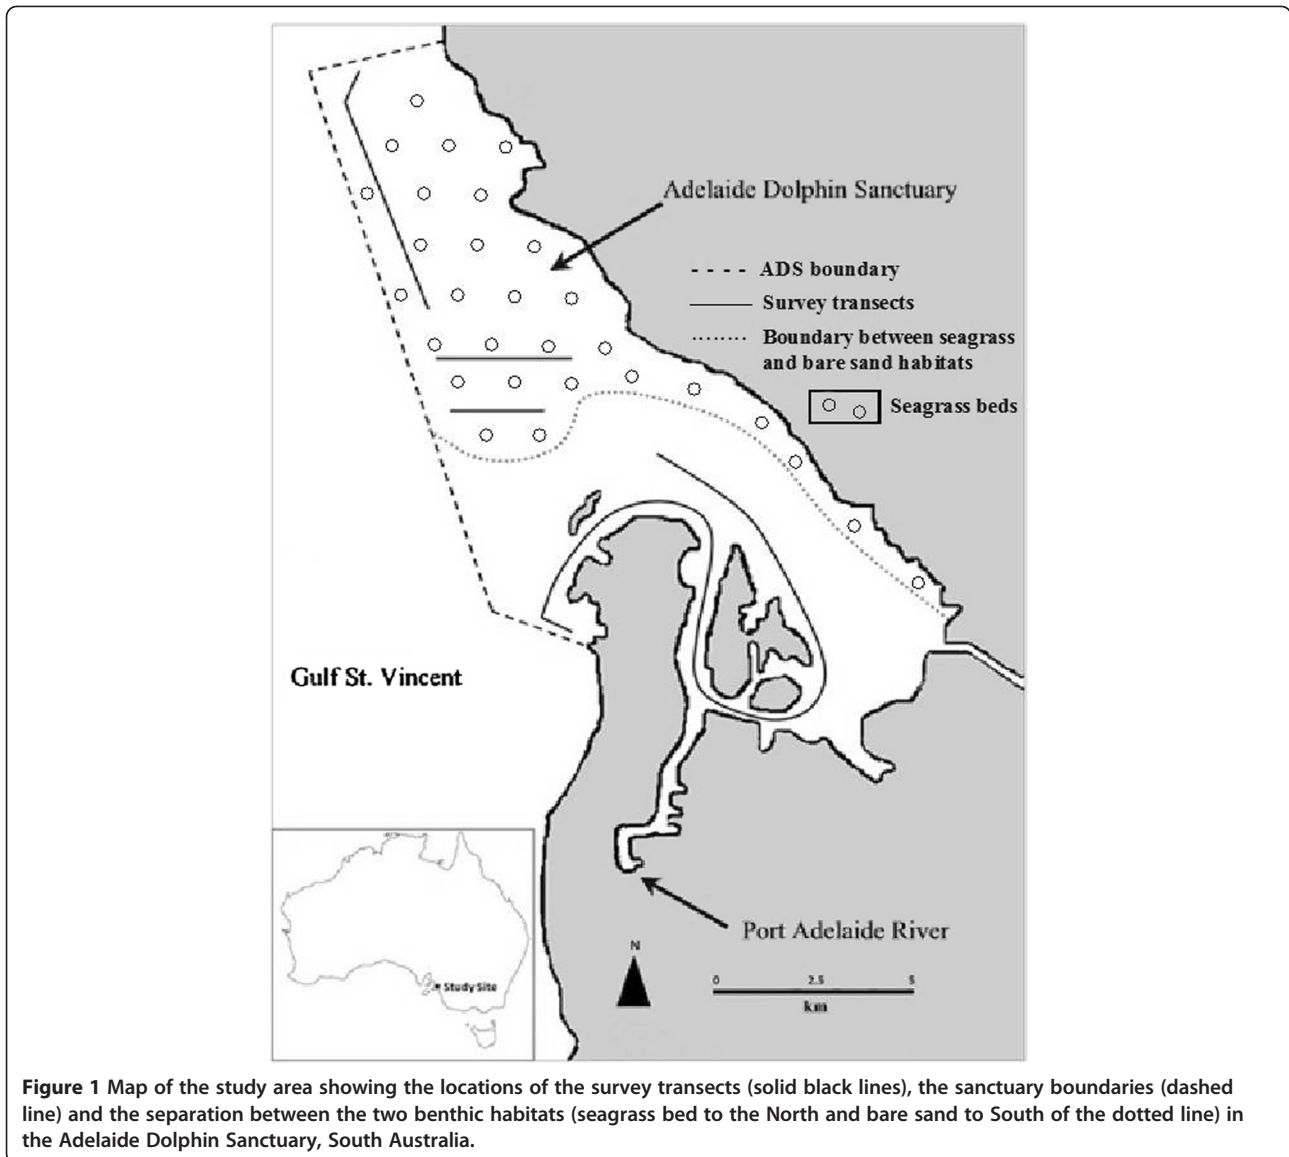 Adelaide Dolphin Sanctuary
ADS boundary
Survey transects
Boundary between seagrass
and bare sand habitats
Seagrass beds
Gulf St. Vincent
Port Adelaide River
N
0 2.5 5
km
Study Site
Figure 1 Map of the study area showing the locations of the survey transects (solid black lines), the sanctuary boundaries (dashed
line) and the separation between the two benthic habitats (seagrass bed to the North and bare sand to South of the dotted line) in
the Adelaide Dolphin Sanctuary, South Australia.